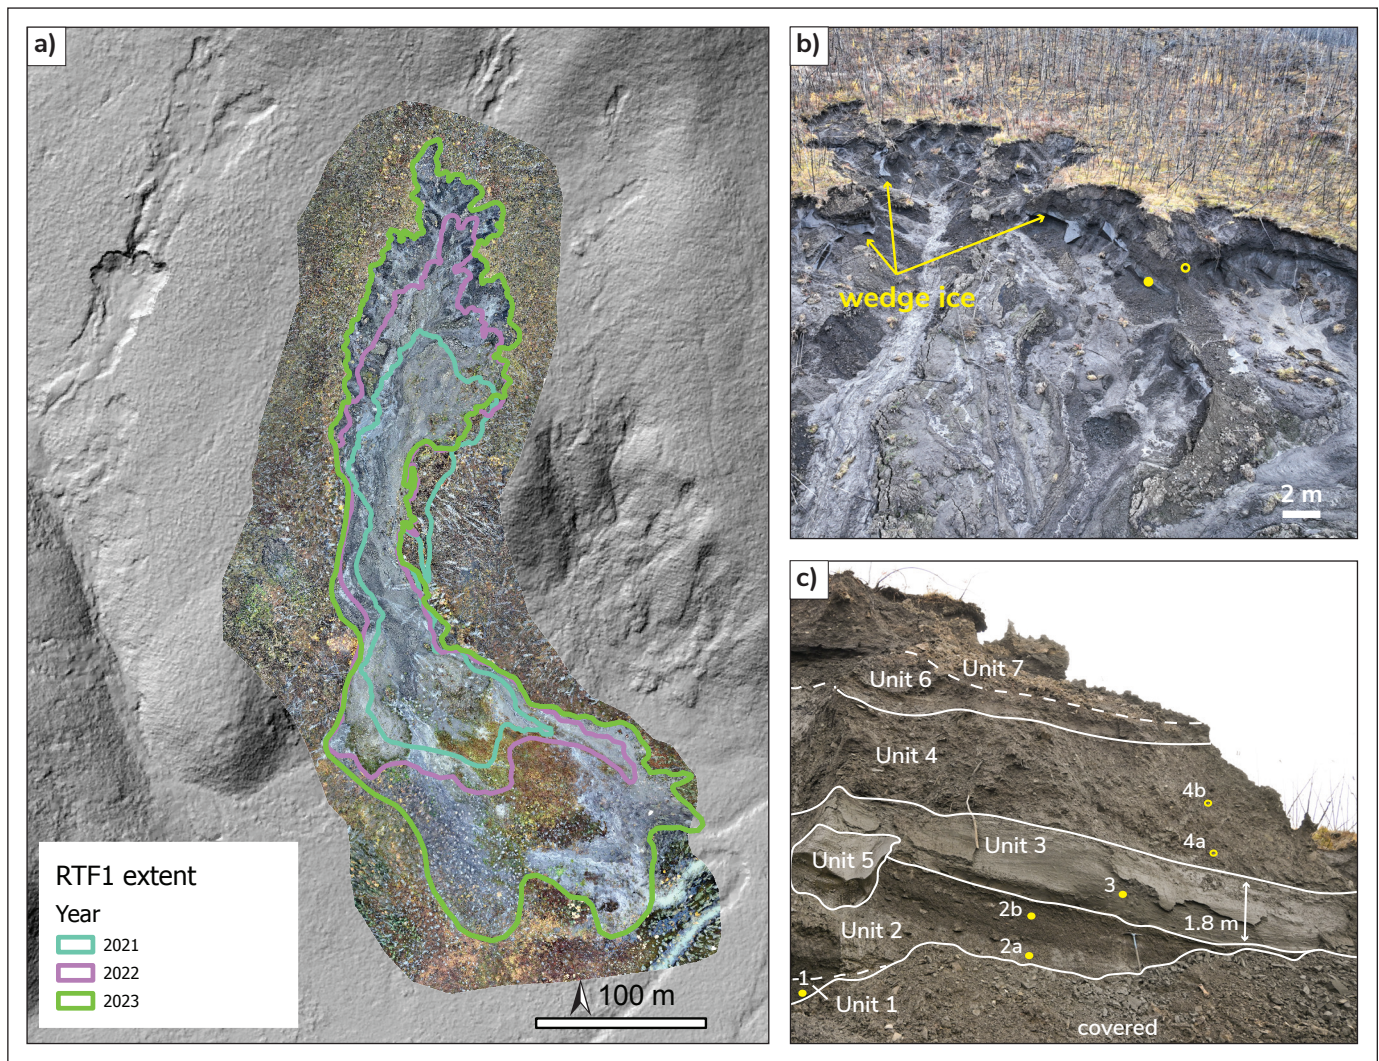 a)
RTF1 extent
Year
2021
2022
2023
100 m
b)
wedge ice
2 m
c)
Unit 7
Unit 6
Unit 4
4b
4a
Unit 3
Unit 5
3
2b
1.8 m
Unit 2
2a
1
Unit 1
covered